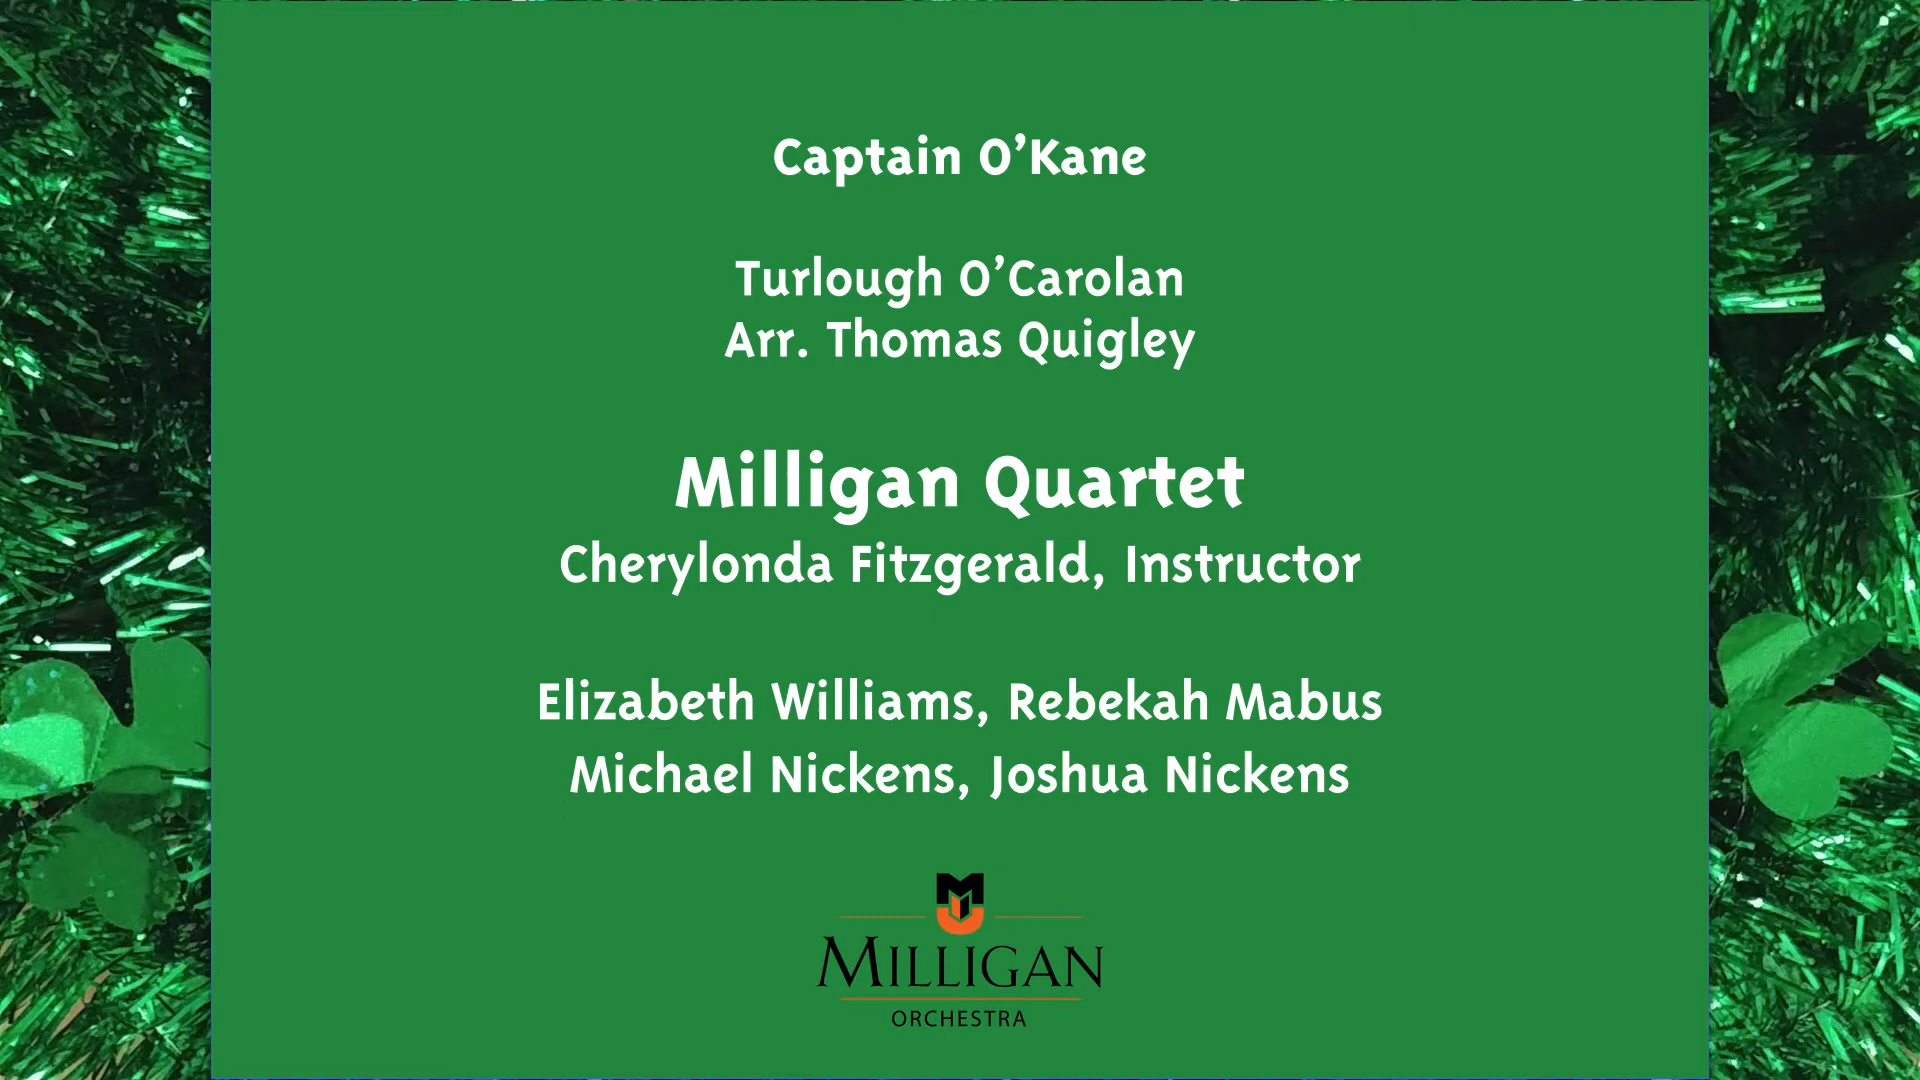 Captain O’Kane
Turlough O’Carolan
Arr. Thomas Quigley
Milligan Quartet
Cherylonda Fitzgerald, Instructor
Elizabeth Williams, Rebekah Mabus
Michael Nickens, Joshua Nickens
MILLIGAN
ORCHESTRA